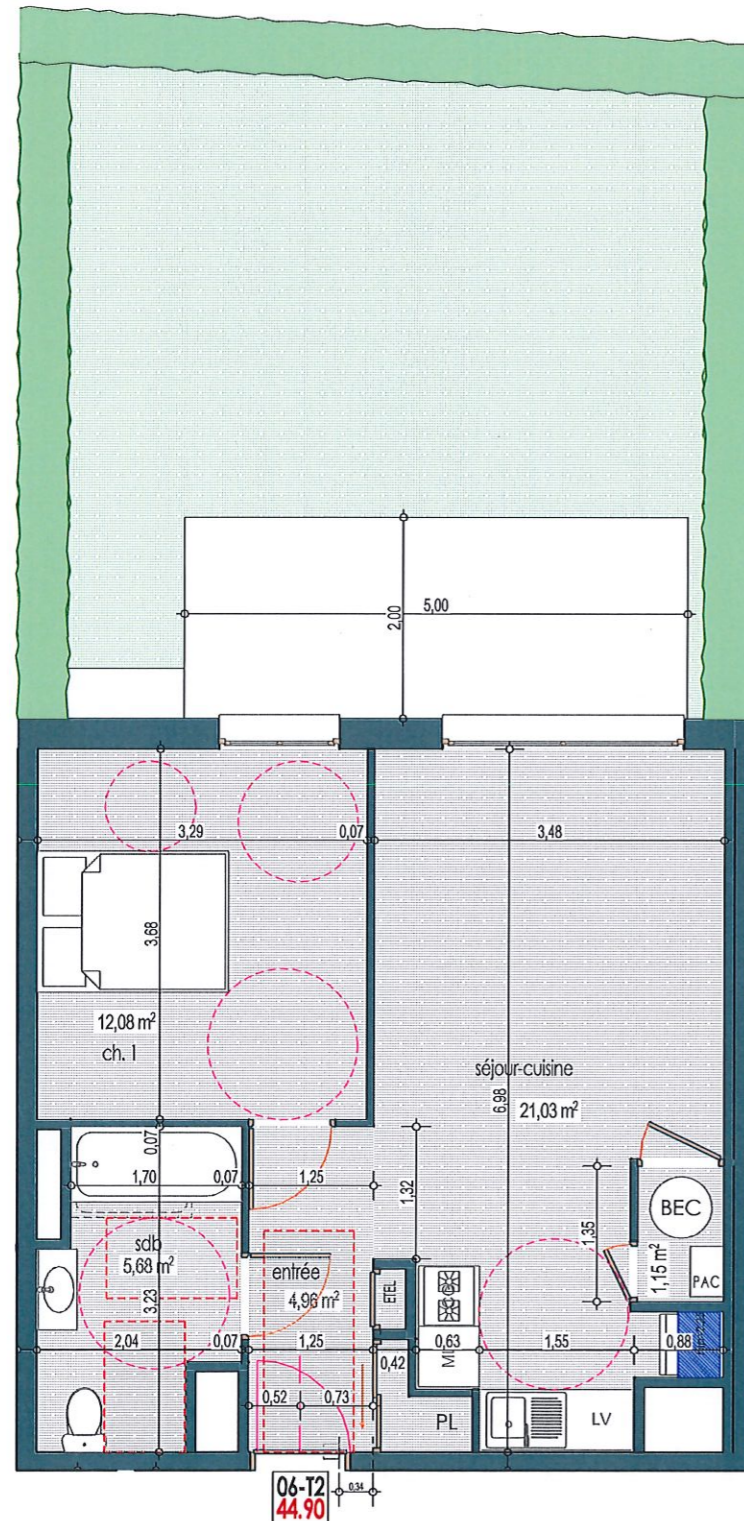 5,00
2,00
3,29
0,07
3,48
3,68
12,08 m²
ch. 1
séjour-cuisine
6,98
21,03 m²
0,07
1,70
0,07
1,25
1,32
1,35
BEC
1,15 m²
PAC
sdb
5,68 m²
3,23
entrée
4,96 m²
ETEL
2,04
0,07
1,25
0,42
0,63
1,55
0,88
0,52
0,73
PL
LV
06-T2
44.90
0,34